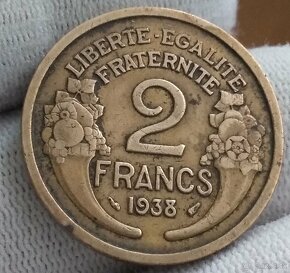 LIBERTE·EGALITE
FRATERNITE
2
FRANCS
1938